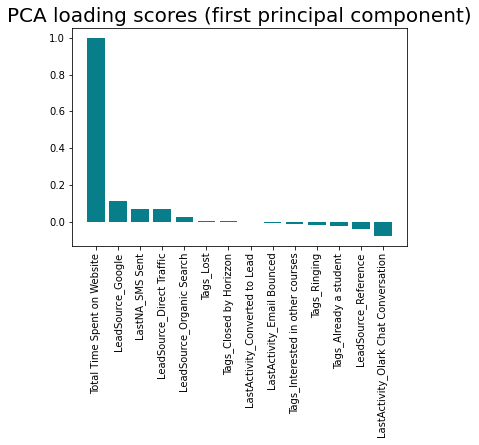 PCA loading scores (first principal component)
1.0
0.8
0.6
0.4
0.2
0.0
Total Time Spent on Website
LeadSource_Google
LastNA_SMS Sent
LeadSource_Direct Traffic
LeadSource_Organic Search
Tags_Lost
Tags_Closed by Horizzon
LastActivity_Converted to Lead
LastActivity_Email Bounced
Tags_Interested in other courses
Tags_Ringing
Tags_Already a student
LeadSource_Reference
LastActivity_Olark Chat Conversation